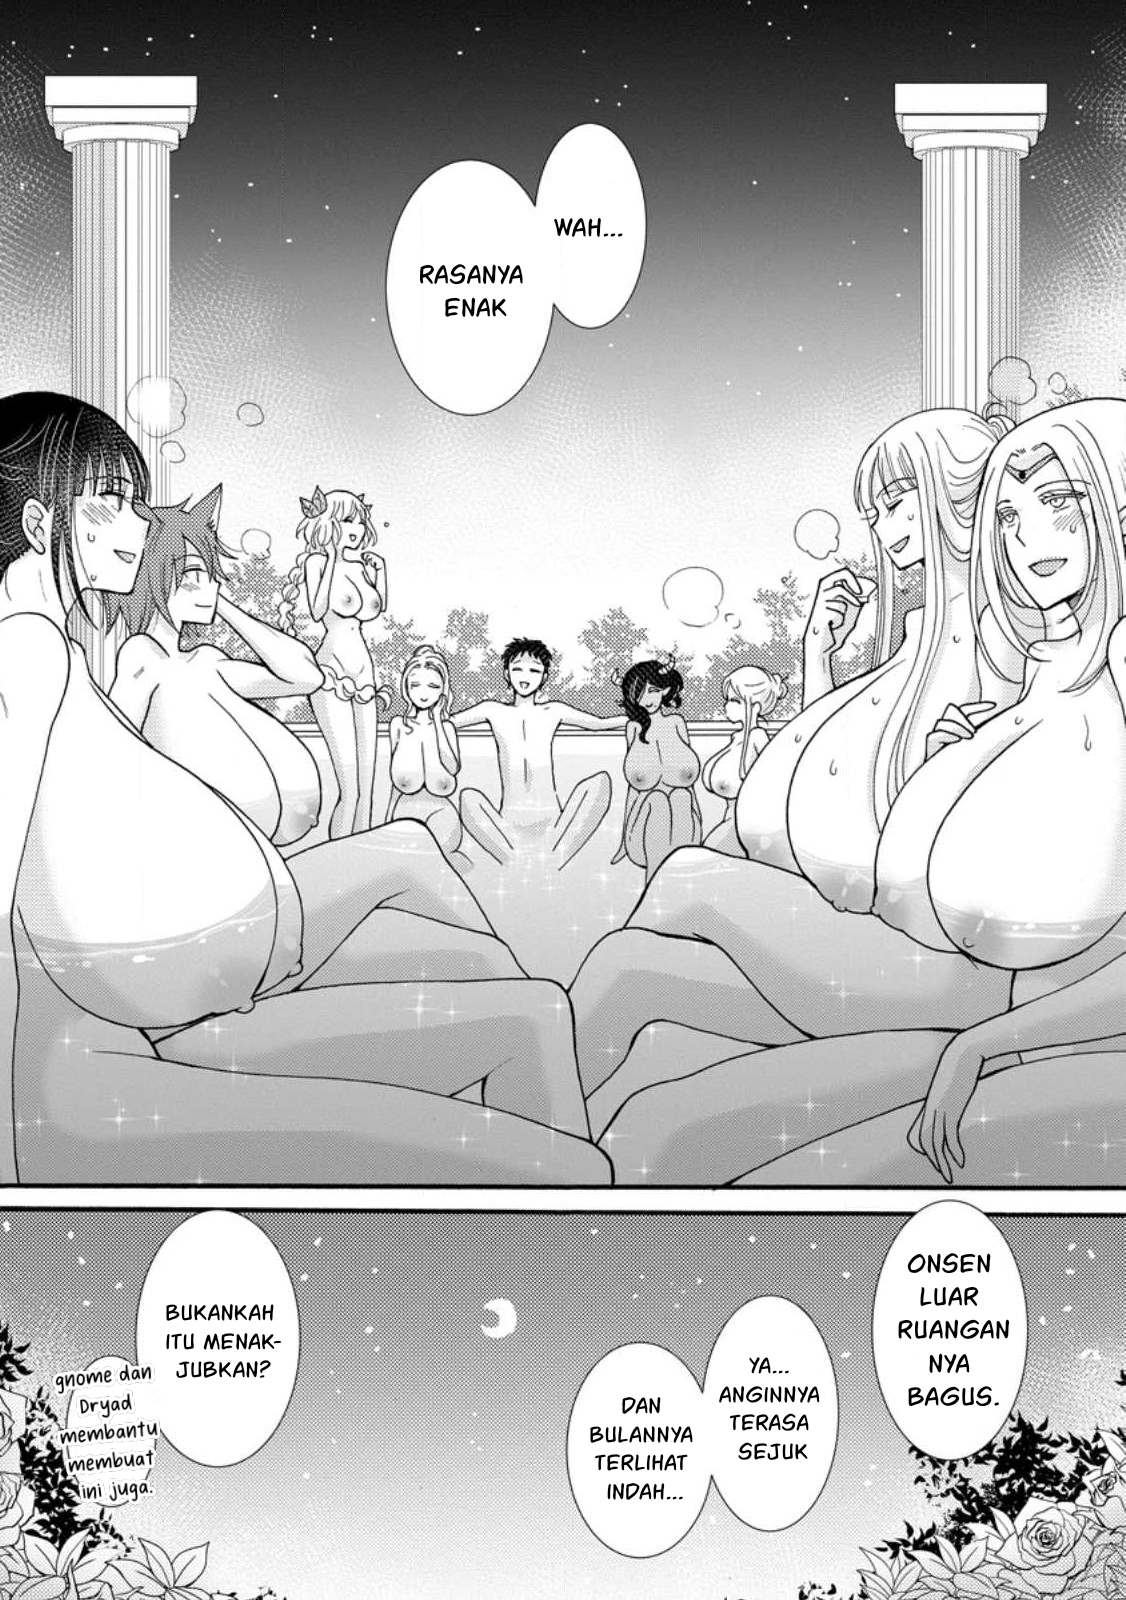 WAH...
RASANYA
ENAK
ONSEN
LUAR
RUANGAN
NYA
BAGUS.
YA...
ANGINNYA
TERASA
SEJUK
DAN
BULANNYA
TERLIHAT
INDAH...
BUKANKAH
ITU MENAK-
JUBKAN?
gnome dan
Dryad
membantu
membuat
ini juga.